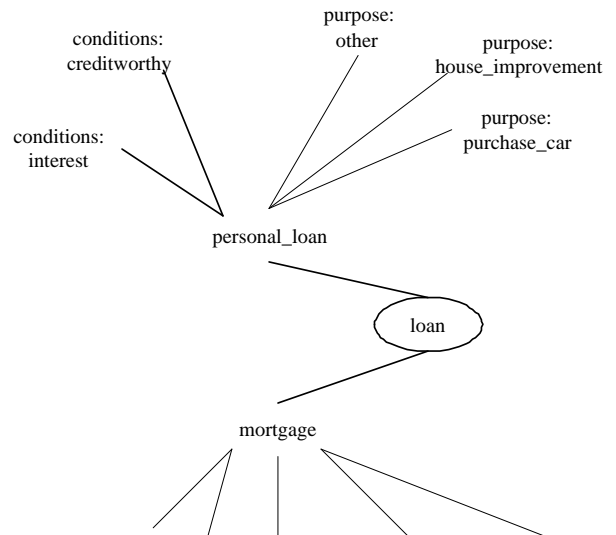 purpose:
other
conditions:
creditworthy
purpose:
house_improvement
purpose:
purchase_car
conditions:
interest
personal_loan
loan
mortgage